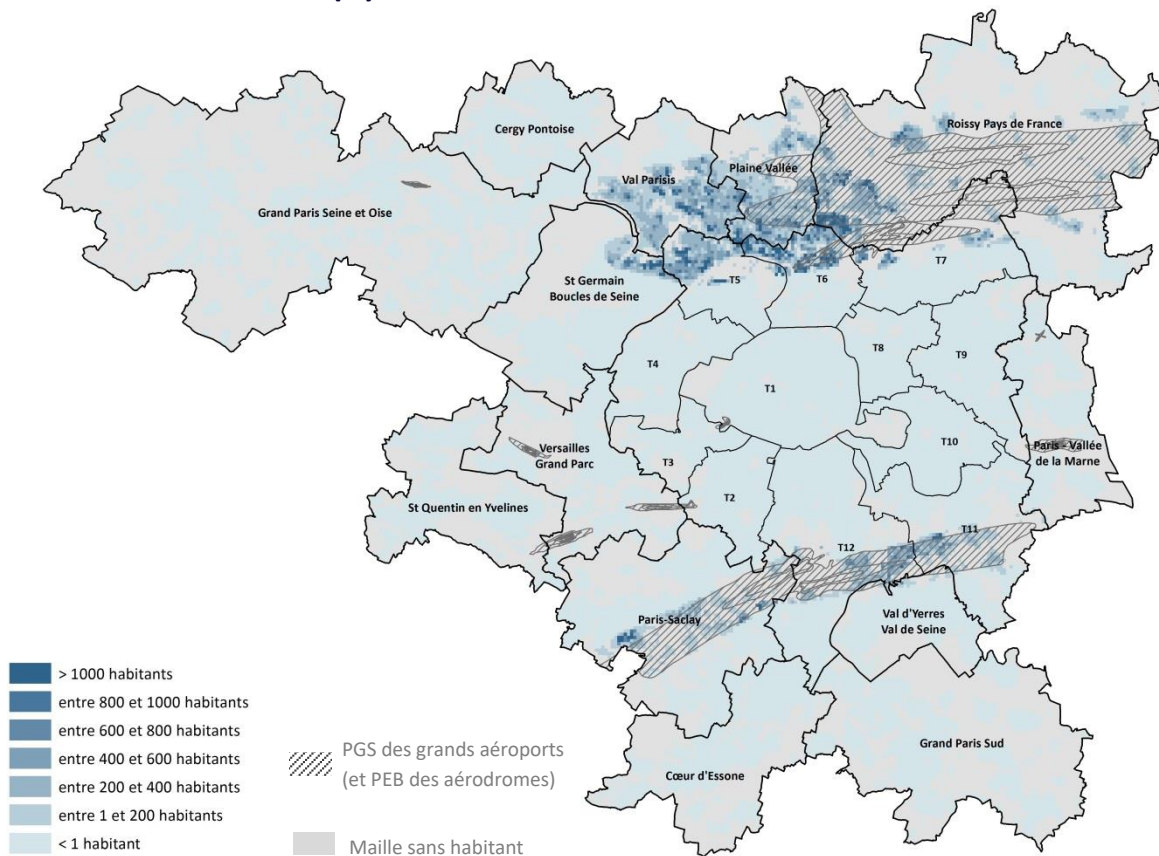 Roissy Pays de France
Cergy Pontoise
Plaine Vallée
Val Parisis
Grand Paris Seine et Oise
T7
St Germain
Boucles de Seine
T5
T6
T8
T9
T4
T1
T10
Versailles
Grand Parc
Paris - Vallée
de la Marne
T3
T2
St Quentin en Yvelines
T11
T12
Paris-Saclay
Val d'Yerres
Val de Seine
Grand Paris Sud
Cœur d'Essone
> 1000 habitants
entre 800 et 1000 habitants
entre 600 et 800 habitants
entre 400 et 600 habitants
entre 200 et 400 habitants
entre 1 et 200 habitants
< 1 habitant
PGS des grands aéroports
(et PEB des aérodromes)
Maille sans habitant